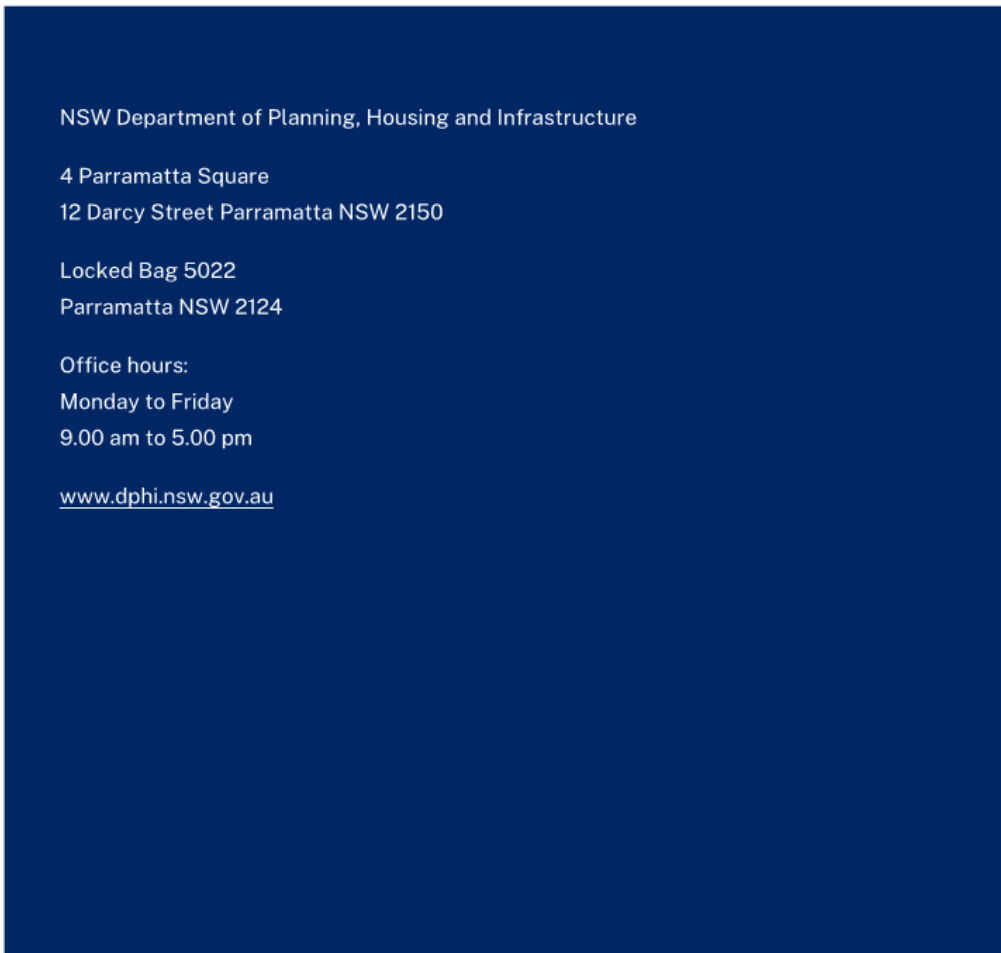 NSW Department of Planning, Housing and Infrastructure
4 Parramatta Square
12 Darcy Street Parramatta NSW 2150
Locked Bag 5022
Parramatta NSW 2124
Office hours:
Monday to Friday
9.00 am to 5.00 pm
www.dphi.nsw.gov.au